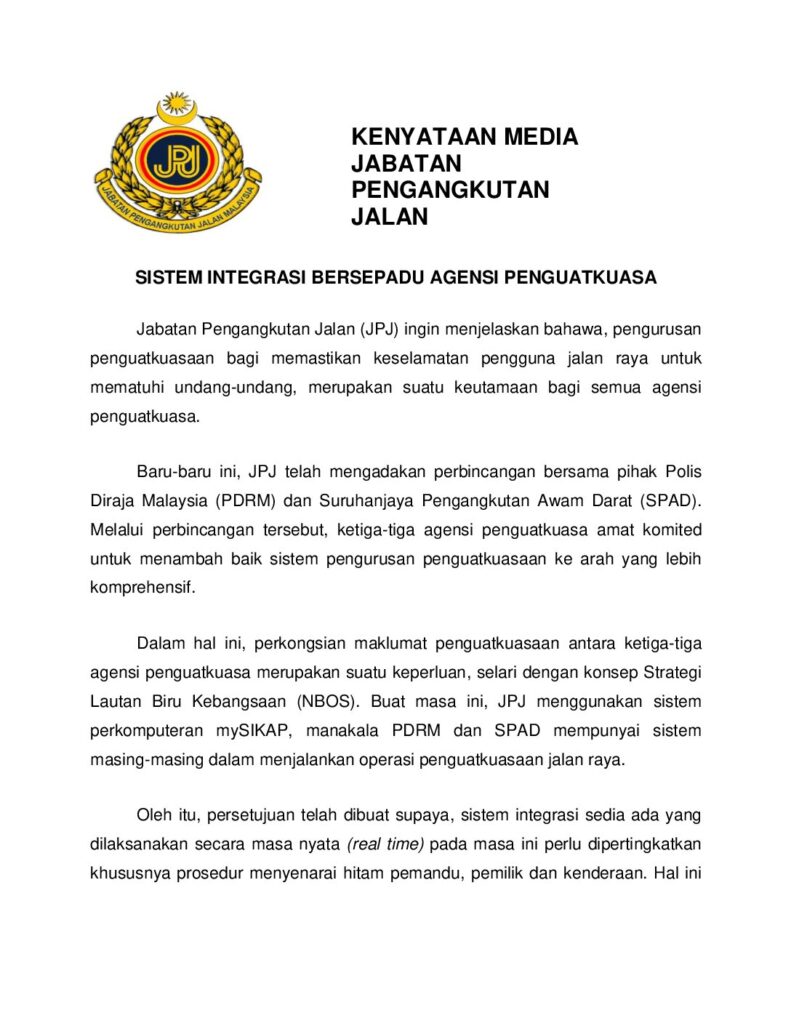 JPJ
JABATAN PENGANGKUTAN JALAN MALAYSIA
KENYATAAN MEDIA
JABATAN
PENGANGKUTAN
JALAN
SISTEM INTEGRASI BERSEPADU AGENSI PENGUATKUASA
Jabatan Pengangkutan Jalan (JPJ) ingin menjelaskan bahawa, pengurusan
penguatkuasaan bagi memastikan keselamatan pengguna jalan raya untuk
mematuhi undang-undang, merupakan suatu keutamaan bagi semua agensi
penguatkuasa.
Baru-baru ini, JPJ telah mengadakan perbincangan bersama pihak Polis
Diraja Malaysia (PDRM) dan Suruhanjaya Pengangkutan Awam Darat (SPAD).
Melalui perbincangan tersebut, ketiga-tiga agensi penguatkuasa amat komited
untuk menambah baik sistem pengurusan penguatkuasaan ke arah yang lebih
komprehensif.
Dalam hal ini, perkongsian maklumat penguatkuasaan antara ketiga-tiga
agensi penguatkuasa merupakan suatu keperluan, selari dengan konsep Strategi
Lautan Biru Kebangsaan (NBOS). Buat masa ini, JPJ menggunakan sistem
perkomputeran mySIKAP, manakala PDRM dan SPAD mempunyai sistem
masing-masing dalam menjalankan operasi penguatkuasaan jalan raya.
Oleh itu, persetujuan telah dibuat supaya, sistem integrasi sedia ada yang
dilaksanakan secara masa nyata (real time) pada masa ini perlu dipertingkatkan
khususnya prosedur menyenarai hitam pemandu, pemilik dan kenderaan. Hal ini